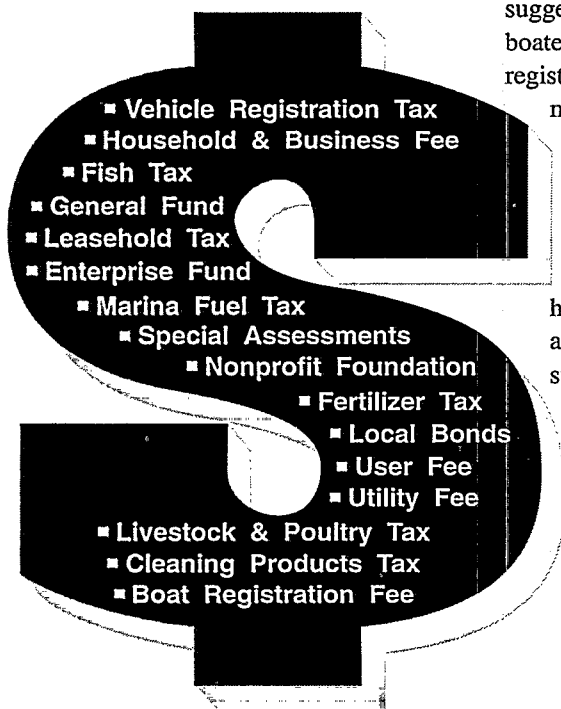 ■ Vehicle Registration Tax
■ Household & Business Fee
■ Fish Tax
■ General Fund
■ Leasehold Tax
■ Enterprise Fund
■ Marina Fuel Tax
■ Special Assessments
■ Nonprofit Foundation
■ Fertilizer Tax
■ Local Bonds
■ User Fee
■ Utility Fee
■ Livestock & Poultry Tax
■ Cleaning Products Tax
■ Boat Registration Fee